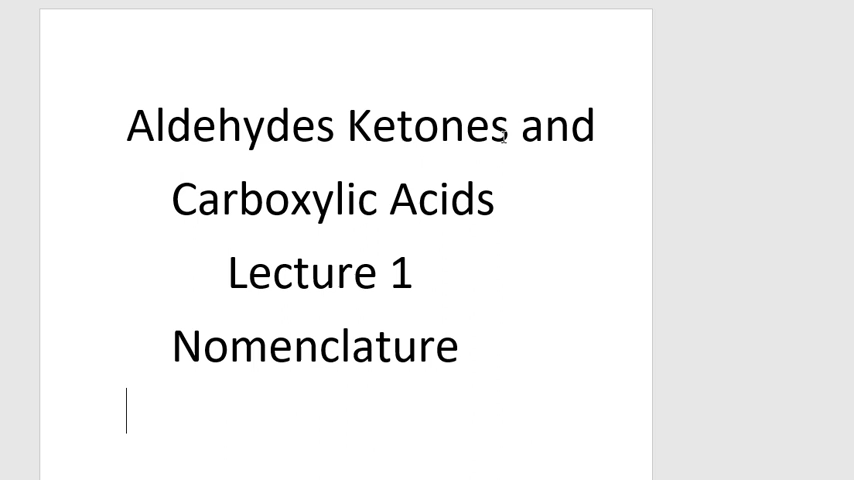 Aldehydes Ketones and
Carboxylic Acids
Lecture 1
Nomenclature